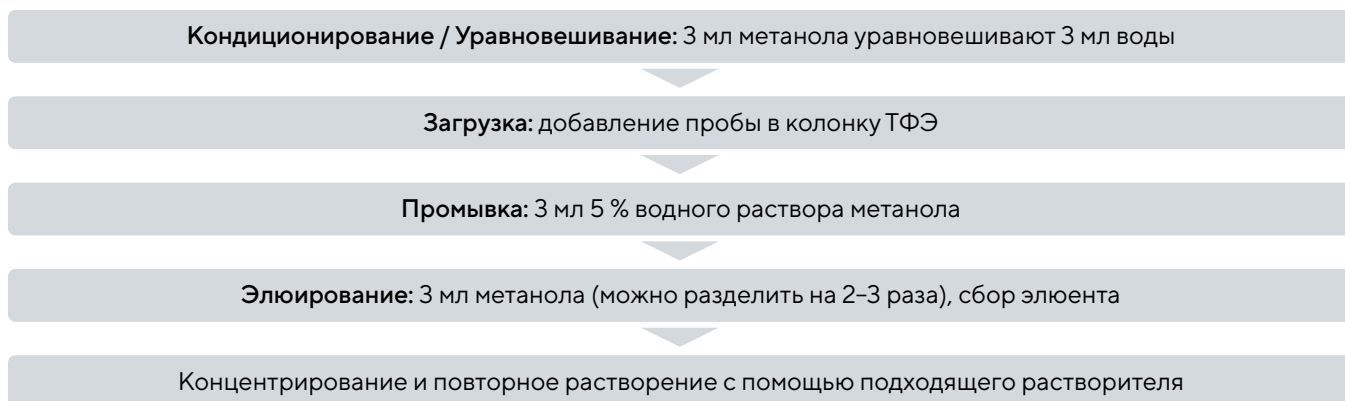 Кондиционирование / Уравновешивание: 3 мл метанола уравновешивают 3 мл воды
Загрузка: добавление пробы в колонку ТФЭ
Промывка: 3 мл 5 % водного раствора метанола
Элюирование: 3 мл метанола (можно разделить на 2–3 раза), сбор элюента
Концентрирование и повторное растворение с помощью подходящего растворителя